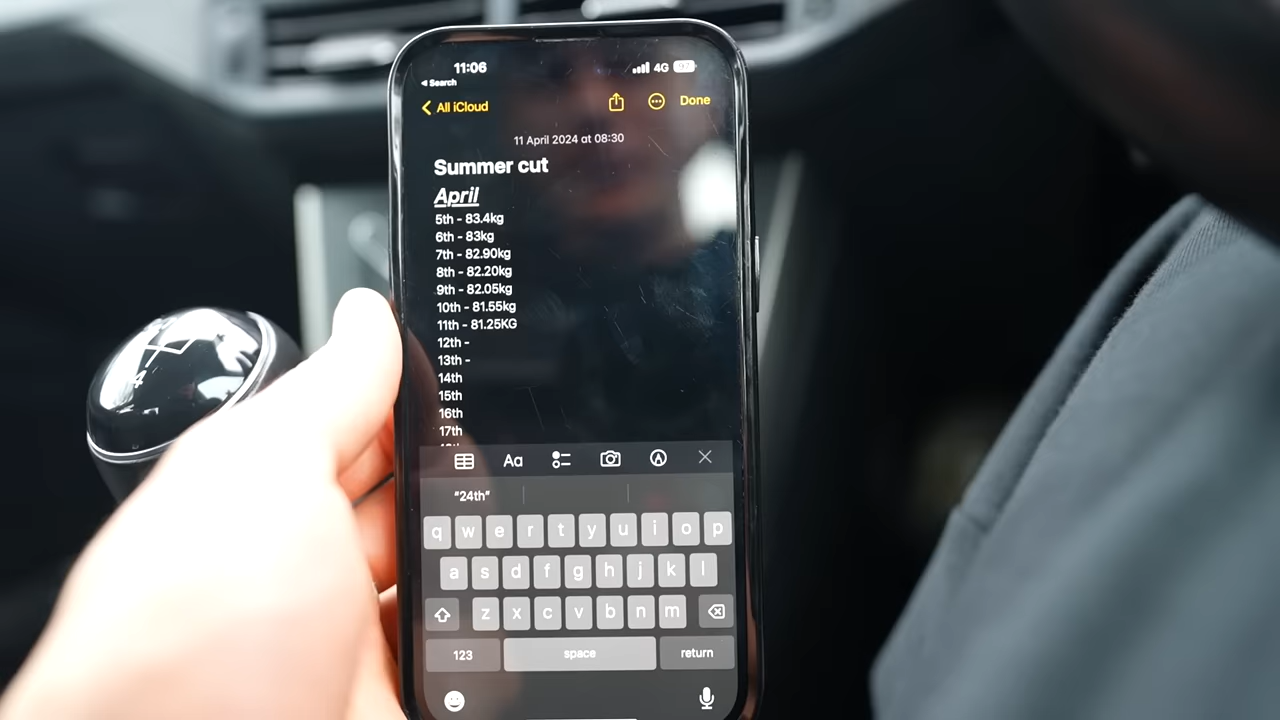 11:06 4G 97
Search
All iCloud Done
11 April 2024 at 08:30
Summer cut
April
5th - 83.4kg
6th - 83kg
7th - 82.90kg
8th - 82.20kg
9th - 82.05kg
10th - 81.55kg
11th - 81.25KG
12th -
13th -
14th
15th
16th
17th
Aa
"24th"
q w e r t y u i o p
a s d f g h j k l
z x c v b n m
123 space return